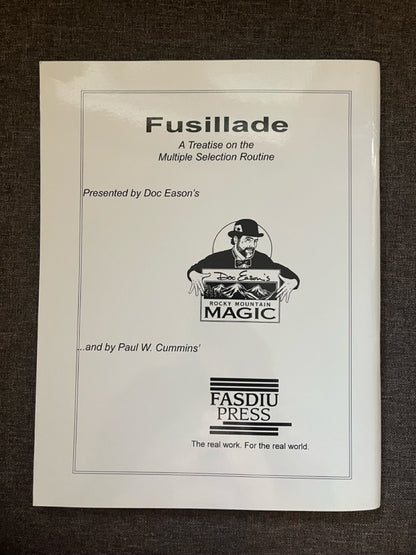 Fusillade
A Treatise on the
Multiple Selection Routine
Presented by Doc Eason's
Doc Eason's
ROCKY MOUNTAIN
MAGIC
...and by Paul W. Cummins'
FASDIU
PRESS
The real work. For the real world.